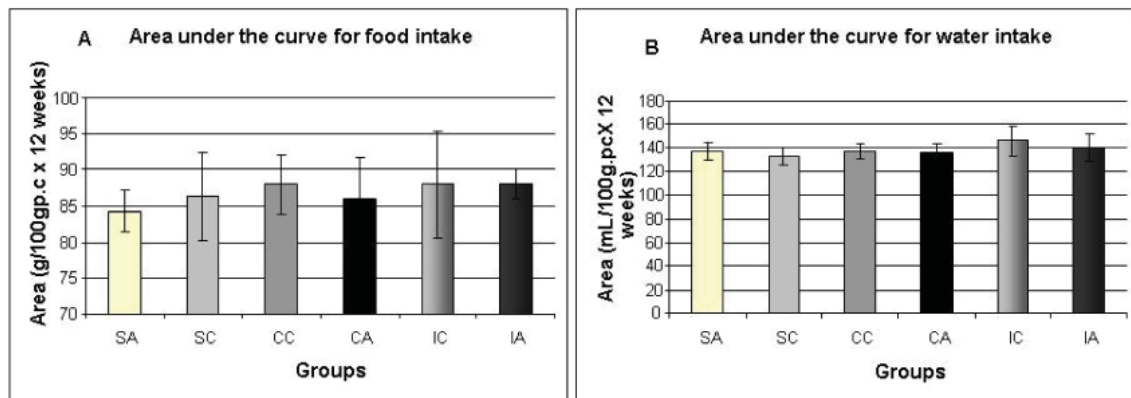 A Area under the curve for food intake
Area (g/100gp.c x 12 weeks)
100
95
90
85
80
75
70
SA SC CC CA IC IA
Groups
B Area under the curve for water intake
Area (mL/100g.pcX 12
weeks)
180
160
140
120
100
80
60
40
20
0
SA SC CC CA IC IA
Groups